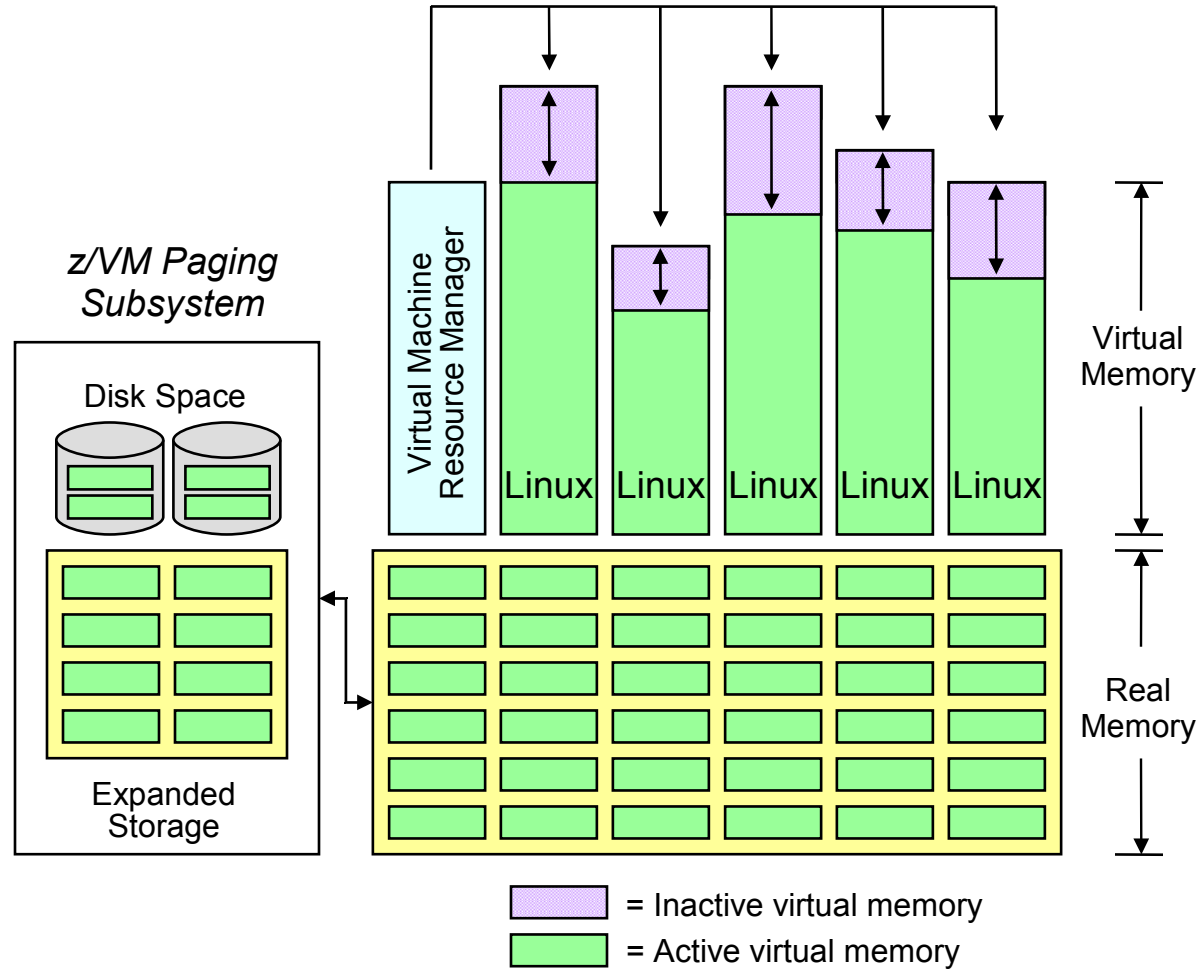 z/VM Paging
Subsystem
Disk Space
Expanded
Storage
Virtual Machine
Resource Manager
Linux
Linux
Linux
Linux
Linux
Virtual
Memory
Real
Memory
= Inactive virtual memory
= Active virtual memory